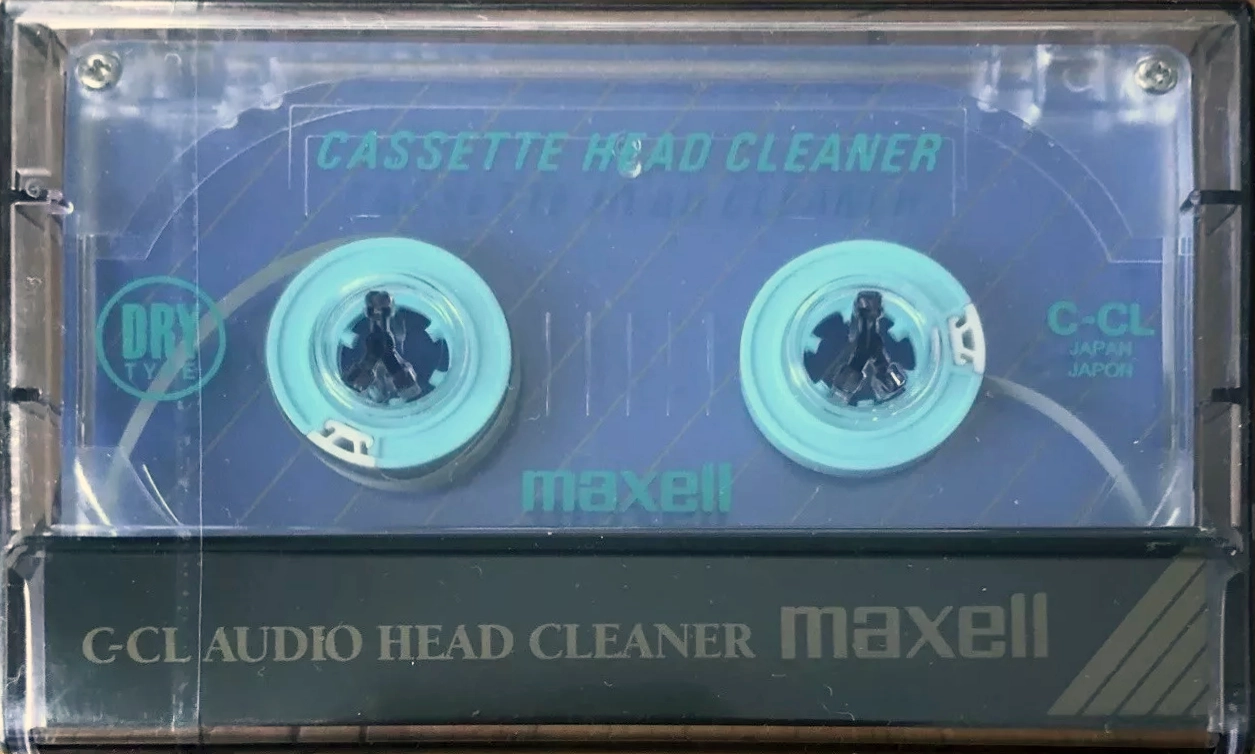 CASSETTE HEAD CLEANER
DRY
TYPE
C-CL
JAPAN
JAPON
maxell
C-CL AUDIO HEAD CLEANER maxell